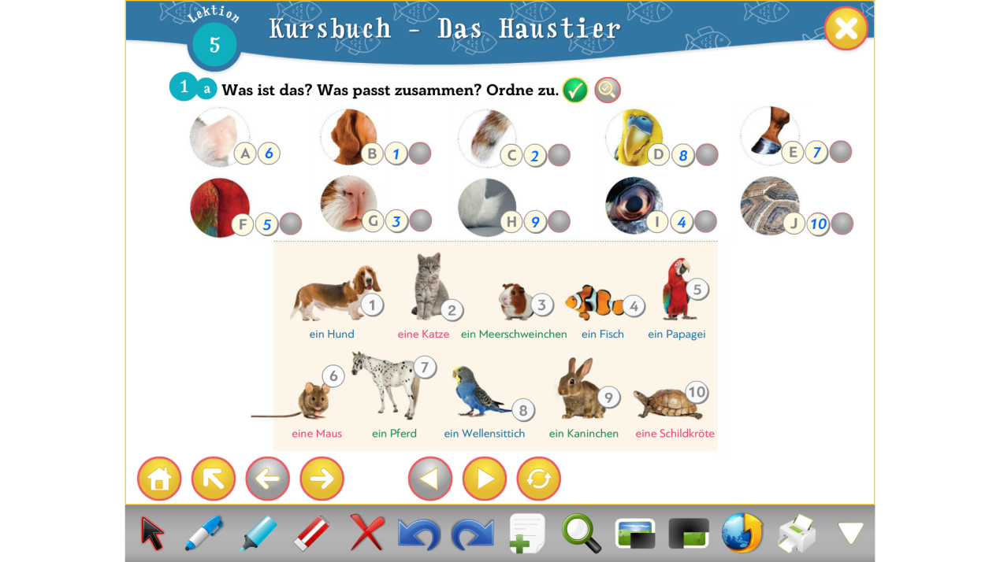 Lektion
5
Kursbuch - Das Haustier
1 a Was ist das? Was passt zusammen? Ordne zu.
A 6 B 1 C 2 D 8 E 7
F 5 G 3 H 9 I 4 J 10
1 2 3 4 5
ein Hund eine Katze ein Meerschweinchen ein Fisch ein Papagei
6 7 8 9 10
eine Maus ein Pferd ein Wellensittich ein Kaninchen eine Schildkröte